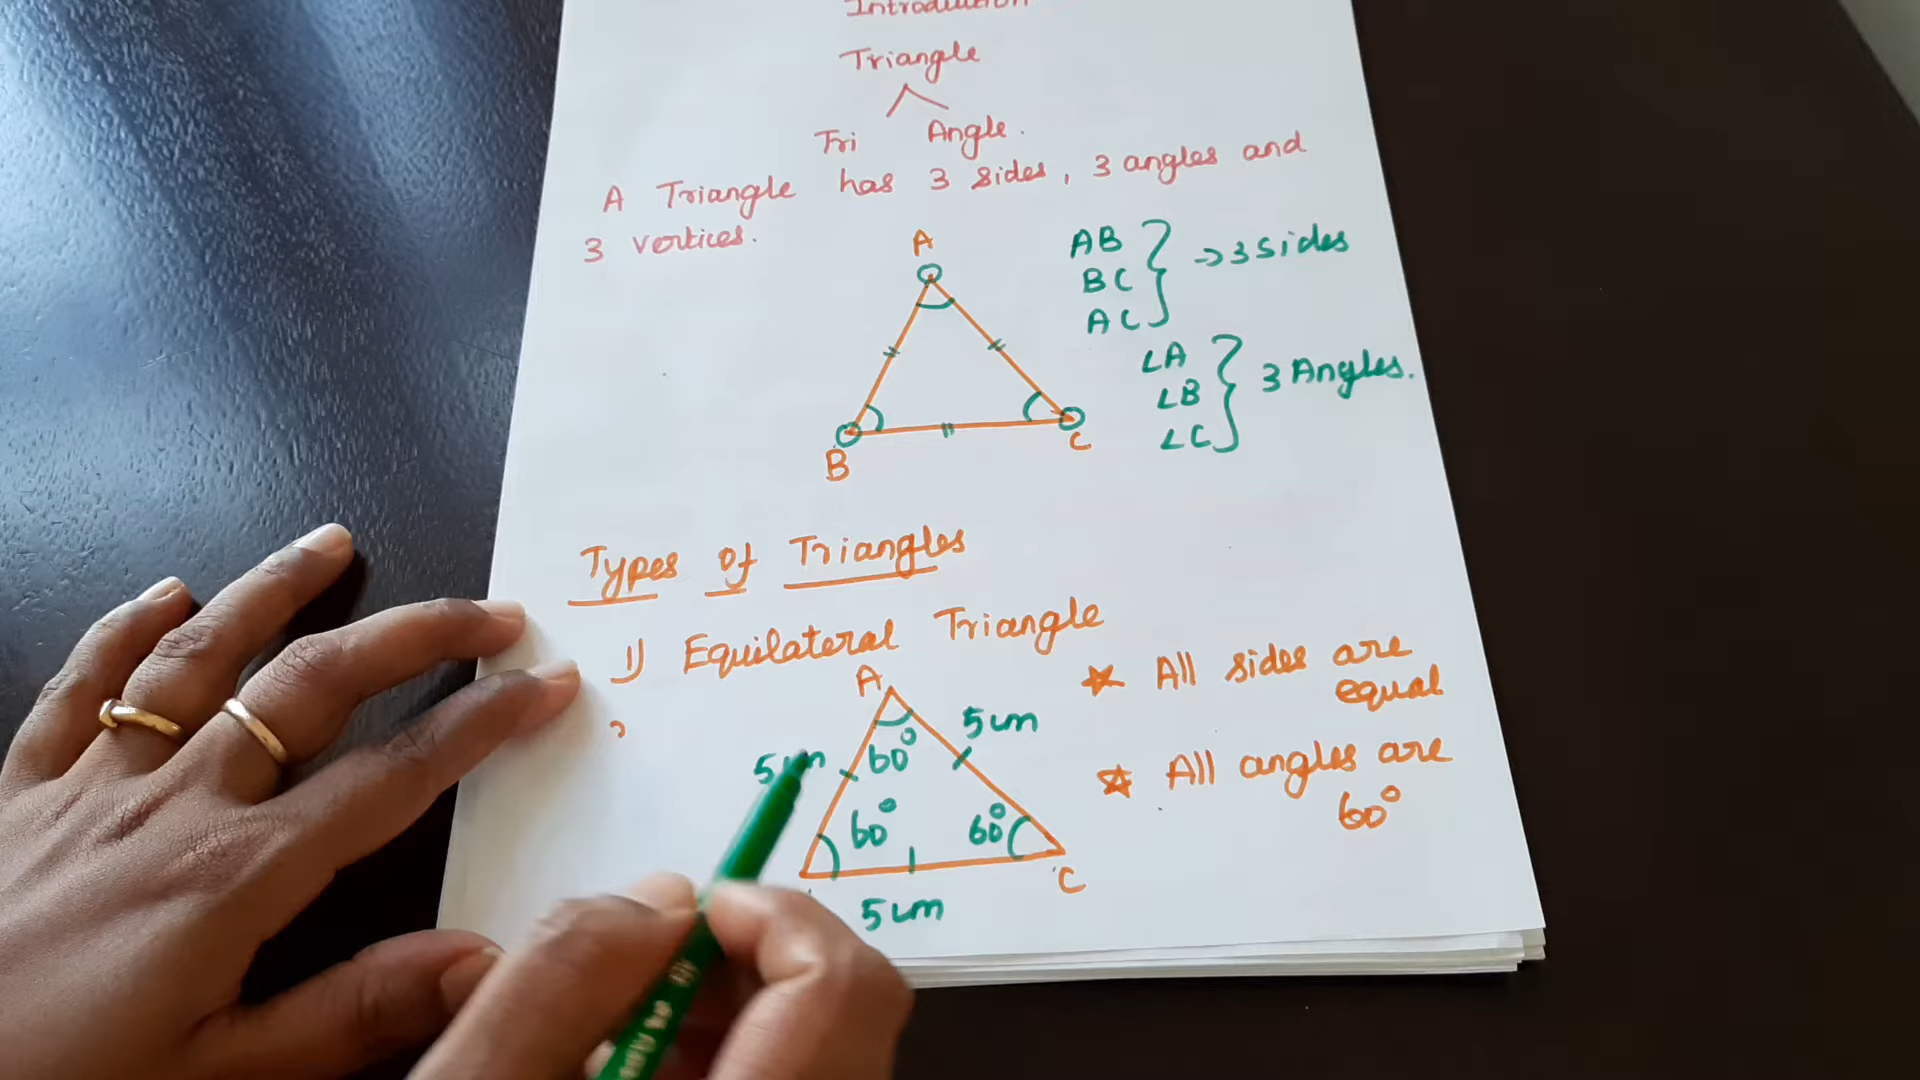 Introduction
Triangle
Tri Angle.
A Triangle has 3 sides, 3 angles and
3 vertices.
A
B
C
AB
BC
AC
→ 3 sides
∠A
∠B
∠C
3 Angles.
Types of Triangles
1) Equilateral Triangle
A
C
5cm
5cm
5cm
60°
60°
60°
☆ All sides are
equal
☆ All angles are
60°